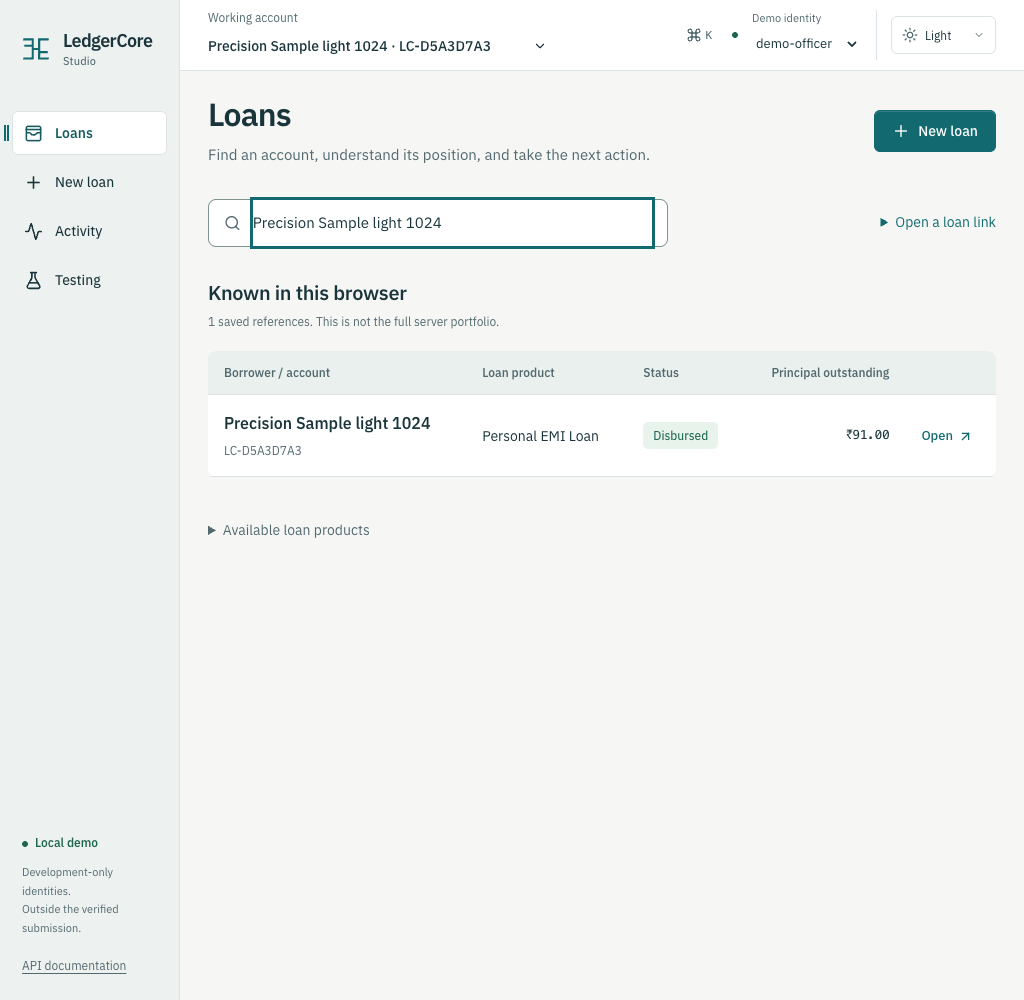 LedgerCore
Studio
Loans
New loan
Activity
Testing
Local demo
Development-only
identities.
Outside the verified
submission.
API documentation
Working account
Precision Sample light 1024 · LC-D5A3D7A3
⌘ K
Demo identity
demo-officer
Light
Loans
Find an account, understand its position, and take the next action.
New loan
Precision Sample light 1024
Open a loan link
Known in this browser
1 saved references. This is not the full server portfolio.
Borrower / account Loan product Status Principal outstanding
Precision Sample light 1024
LC-D5A3D7A3
Personal EMI Loan
Disbursed
₹91.00
Open
Available loan products